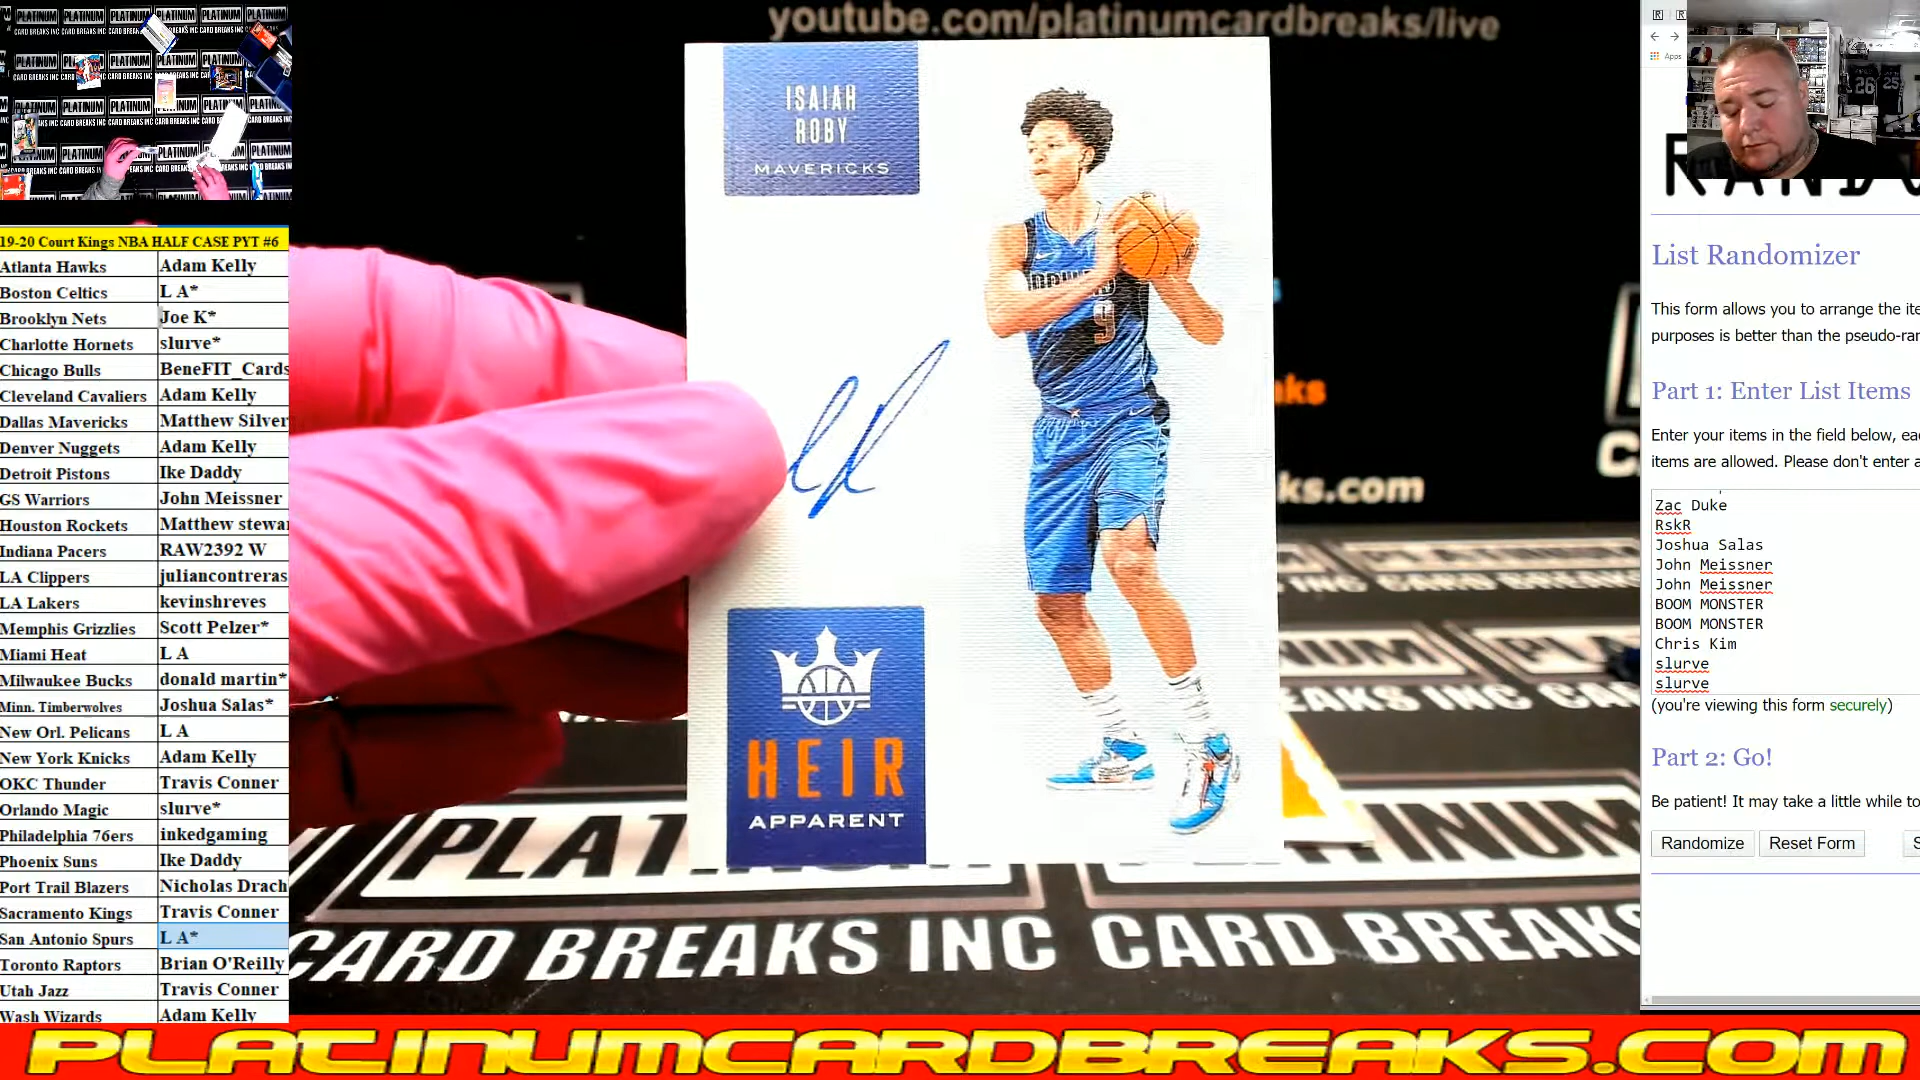 youtube.com/platinumcardbreaks/live
ISAIAH
ROBY
MAVERICKS
HEIR
APPARENT
19-20 Court Kings NBA HALF CASE PYT #6
Atlanta Hawks Adam Kelly
Boston Celtics L A*
Brooklyn Nets Joe K*
Charlotte Hornets slurve*
Chicago Bulls BeneFIT_Cards
Cleveland Cavaliers Adam Kelly
Dallas Mavericks Matthew Silver
Denver Nuggets Adam Kelly
Detroit Pistons Ike Daddy
GS Warriors John Meissner
Houston Rockets Matthew stewar
Indiana Pacers RAW2392 W
LA Clippers juliancontreras
LA Lakers kevinshreves
Memphis Grizzlies Scott Pelzer*
Miami Heat L A
Milwaukee Bucks donald martin*
Minn. Timberwolves Joshua Salas*
New Orl. Pelicans L A
New York Knicks Adam Kelly
OKC Thunder Travis Conner
Orlando Magic slurve*
Philadelphia 76ers inkedgaming
Phoenix Suns Ike Daddy
Port Trail Blazers Nicholas Drach
Sacramento Kings Travis Conner
San Antonio Spurs L A*
Toronto Raptors Brian O'Reilly
Utah Jazz Travis Conner
Wash Wizards Adam Kelly
Apps
List Randomizer
This form allows you to arrange the ite
purposes is better than the pseudo-rar
Part 1: Enter List Items
Enter your items in the field below, eac
items are allowed. Please don't enter a
Zac Duke
RskR
Joshua Salas
John Meissner
John Meissner
BOOM MONSTER
BOOM MONSTER
Chris Kim
slurve
slurve
(you're viewing this form securely)
Part 2: Go!
Be patient! It may take a little while to
Randomize Reset Form
CARD BREAKS INC CARD BREAKS
PLATINUMCARDBREAKS.COM